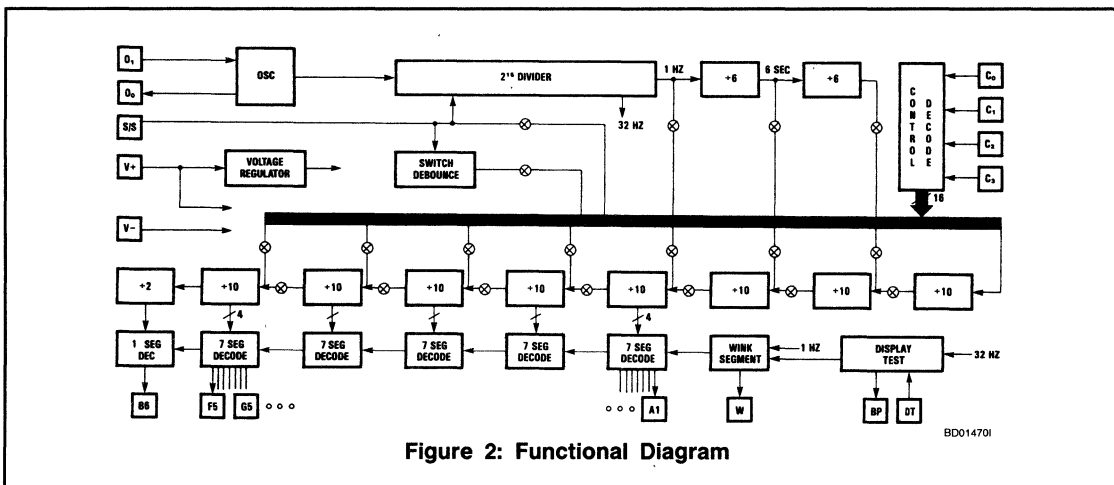 O₁
O₀
S/S
V+
V−
OSC
2¹⁵ DIVIDER
1 HZ
÷6
6 SEC
÷6
32 HZ
SWITCH
DEBOUNCE
VOLTAGE
REGULATOR
CONTROL
DECODE
C₀
C₁
C₂
C₃
16
÷2
÷10
÷10
÷10
÷10
÷10
÷10
÷10
÷10
4
4
1 SEG
DEC
7 SEG
DECODE
7 SEG
DECODE
7 SEG
DECODE
7 SEG
DECODE
7 SEG
DECODE
WINK
SEGMENT
1 HZ
DISPLAY
TEST
32 HZ
B6
F5
G5
A1
W
BP
DT
BD01470I
Figure 2: Functional Diagram